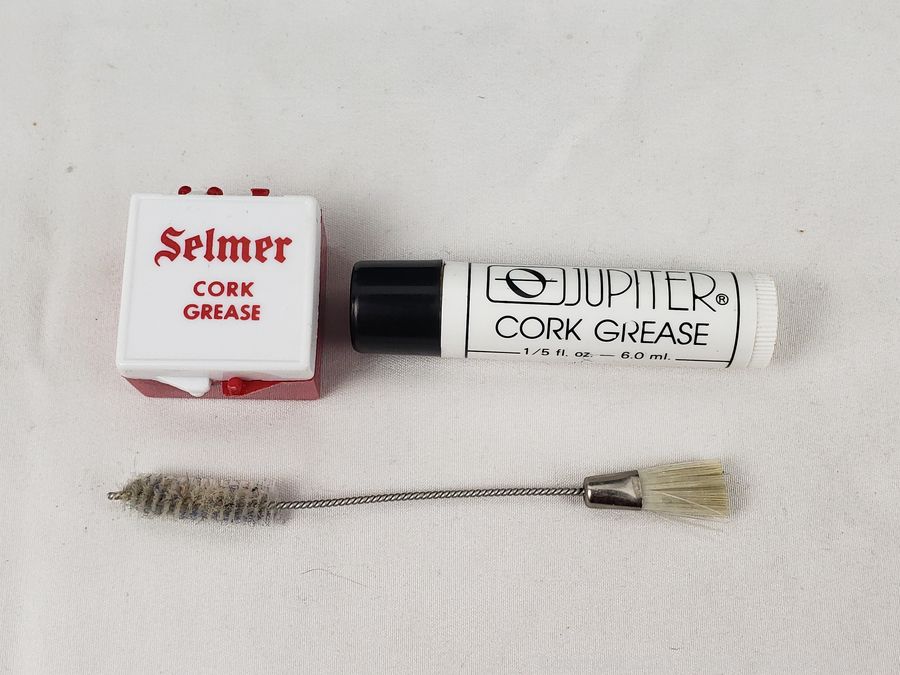 Selmer
CORK
GREASE
JUPITER®
CORK GREASE
1/5 fl. oz. — 6.0 ml.